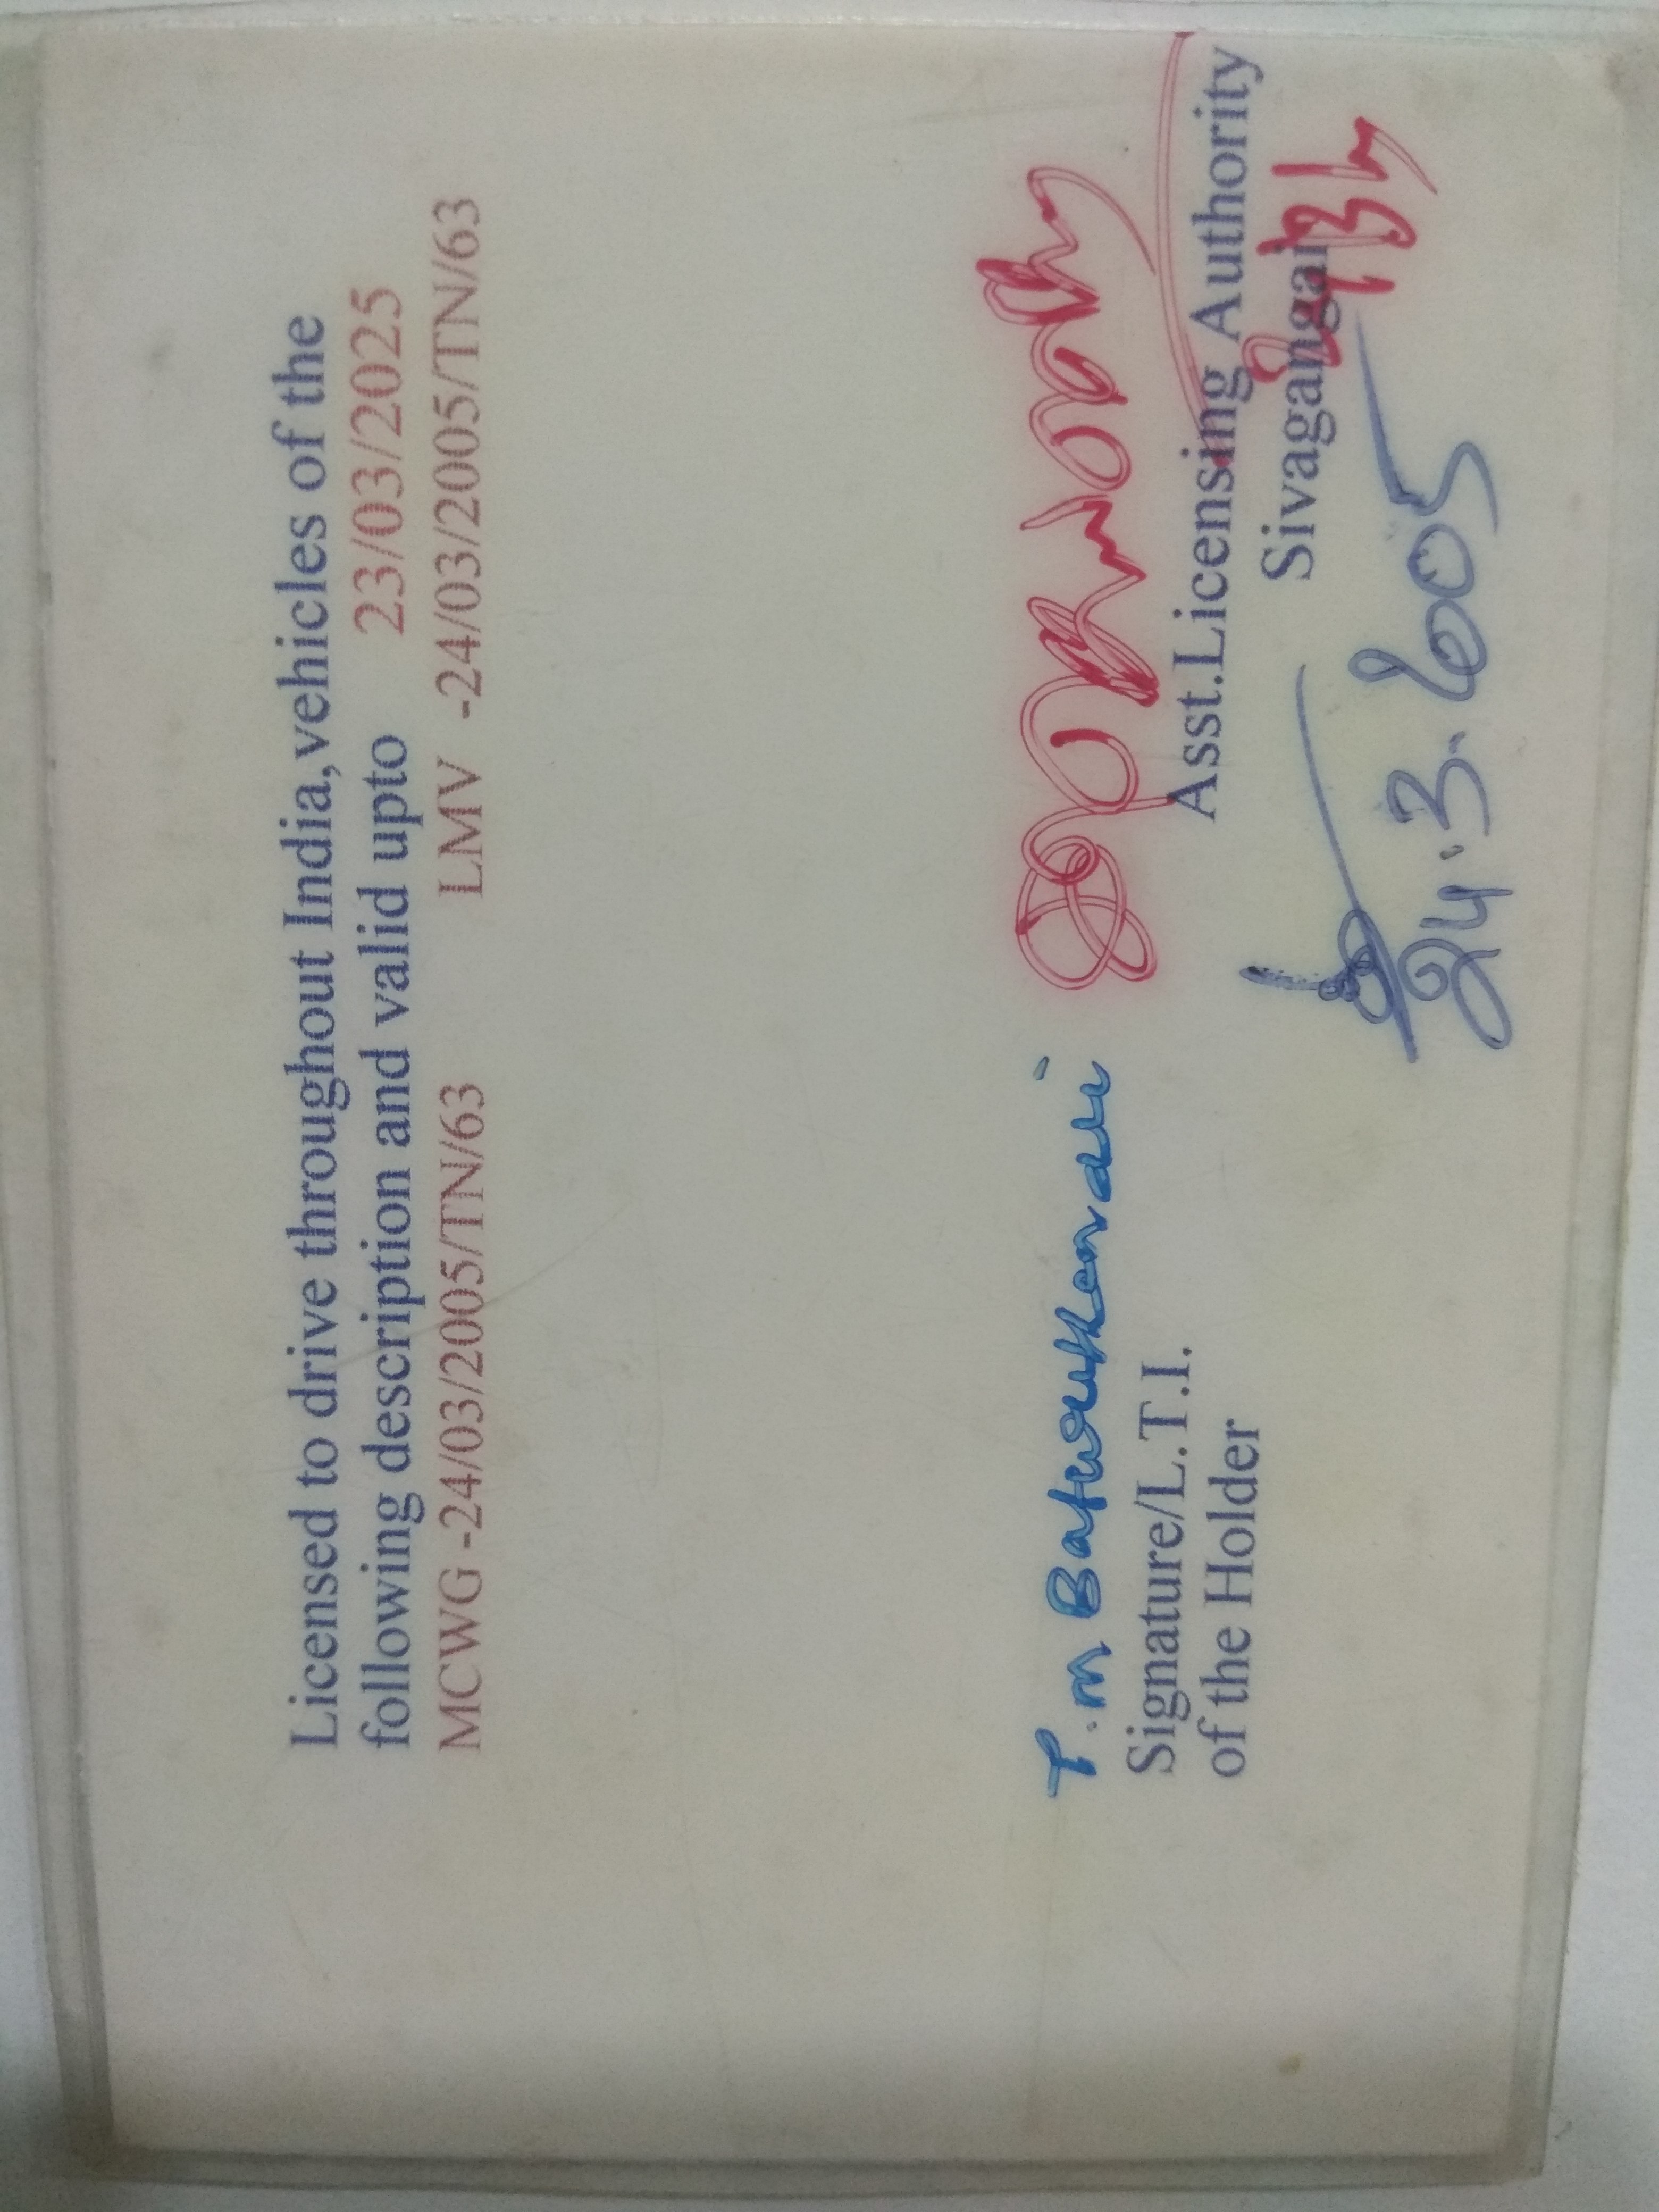 Licensed to drive throughout India,vehicles of the
following description and valid upto 23/03/2025
MCWG -24/03/2005/TN/63 LMV -24/03/2005/TN/63
T.M
Signature/L.T.I.
of the Holder
Asst.Licensing Authority
Sivagangai
24.3.2005